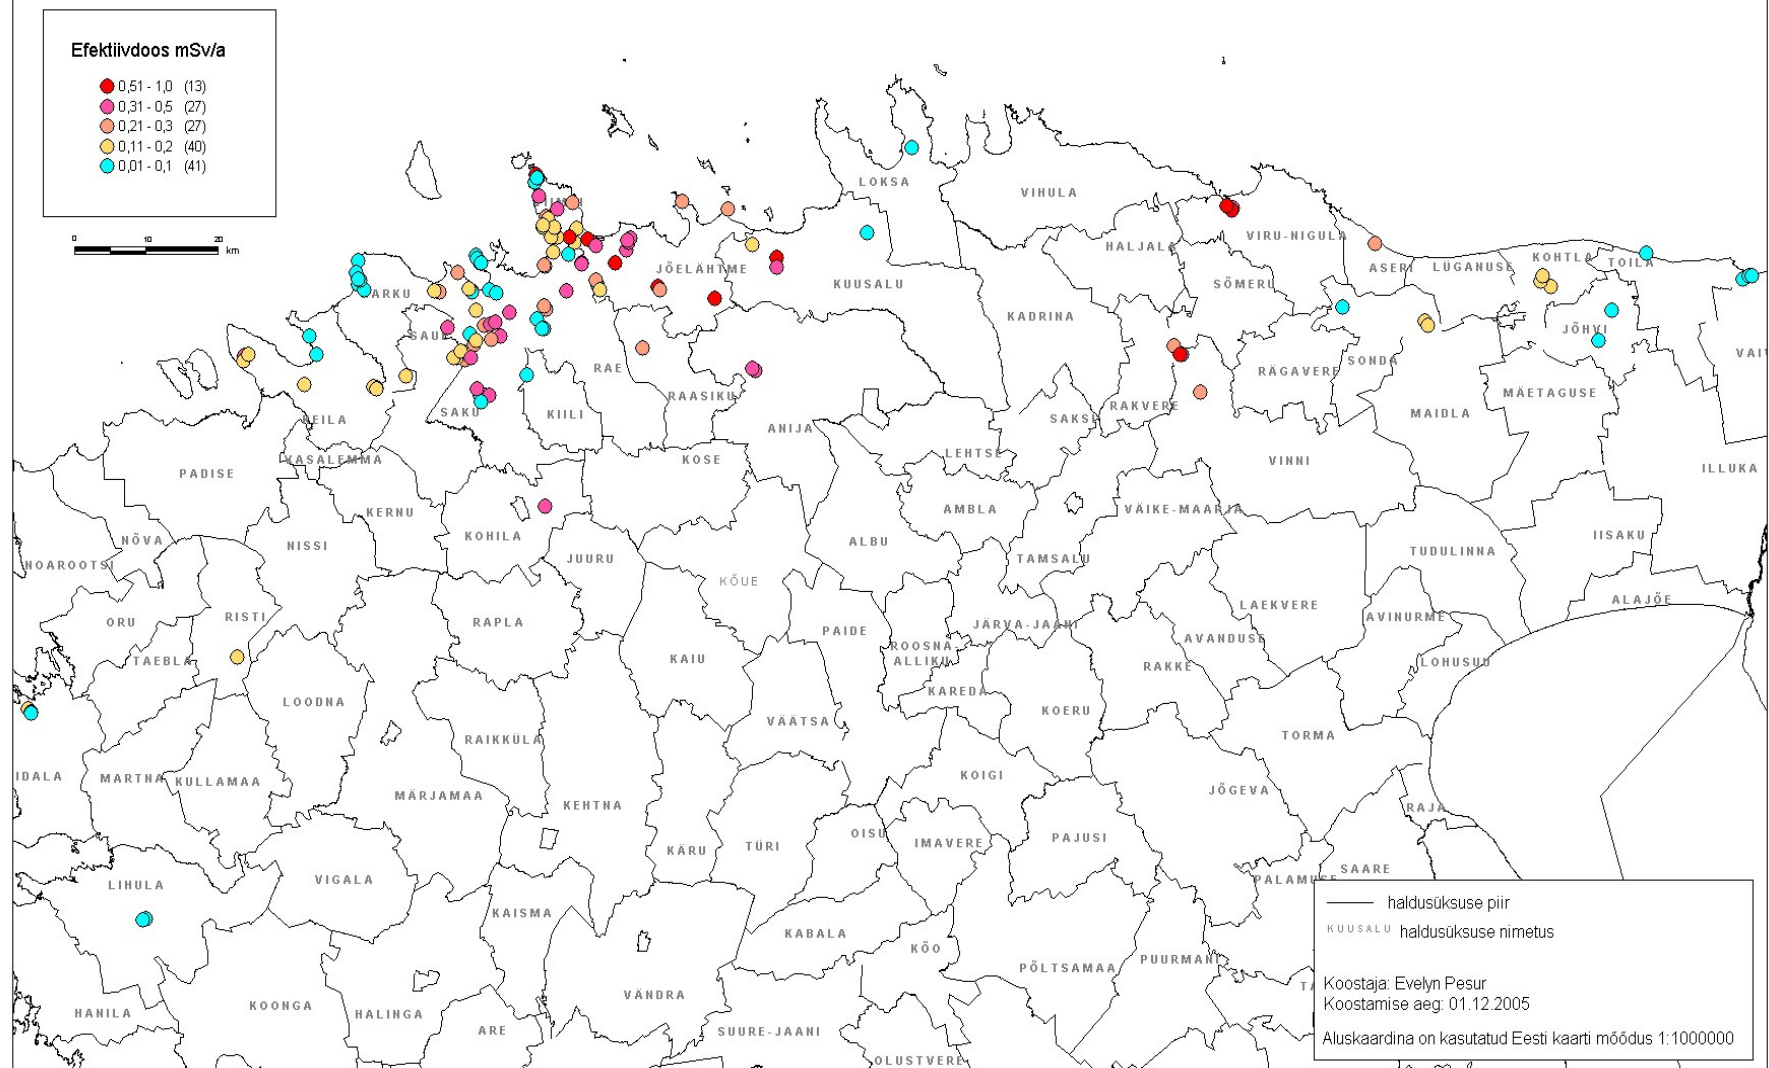 Efektiivdoos mSv/a
0,51 - 1,0 (13)
0,31 - 0,5 (27)
0,21 - 0,3 (27)
0,11 - 0,2 (40)
0,01 - 0,1 (41)
0 10 20
km
LOKSA
VIHULA
HALJALA
VIRU-NIGULA
ASERI
LÜGANUSE
KOHTLA
TOILA
JÕELÄHTME
KUUSALU
SÕMERU
ARKU
KADRINA
JÕHVI
SAUE
RAE
RÄGAVERE
SONDA
RAASIKU
MÄETAGUSE
SAKU
KIILI
RAKVERE
MAIDLA
ANIJA
LEHTSE
VASALEMMA
KOSE
VINNI
PADISE
ILLUKA
KERNU
AMBLA
VÄIKE-MAARJA
NÕVA
NISSI
KOHILA
ALBU
IISAKU
NOAROOTSI
JUURU
TAMSALU
TUDULINNA
KÕUE
ORU
RISTI
RAPLA
PAIDE
JÄRVA-JAANI
LAEKVERE
AVINURME
ALAJÕE
TAEBLA
KAIU
ROOSNA-
ALLIKU
RAKKE
AVANDUSE
LOHUSUU
LOODNA
KAREDA
KOERU
VÄÄTSA
RAIKKÜLA
TORMA
IDALA
MARTNA
KULLAMAA
KOIGI
MÄRJAMAA
KEHTNA
JÕGEVA
RAJA
KÄRU
TÜRI
OISU
IMAVERE
PAJUSI
LIHULA
VIGALA
PALAMUSE
SAARE
KAISMA
KABALA
KÕO
PÕLTSAMAA
PUURMANI
HANILA
KOONGA
HALINGA
ARE
VÄNDRA
SUURE-JAANI
OLUSTVERE
haldusüksuse piir
KUUSALU haldusüksuse nimetus
Koostaja: Evelyn Pesur
Koostamise aeg: 01.12.2005
Aluskaardina on kasutatud Eesti kaarti mõõdus 1:1000000